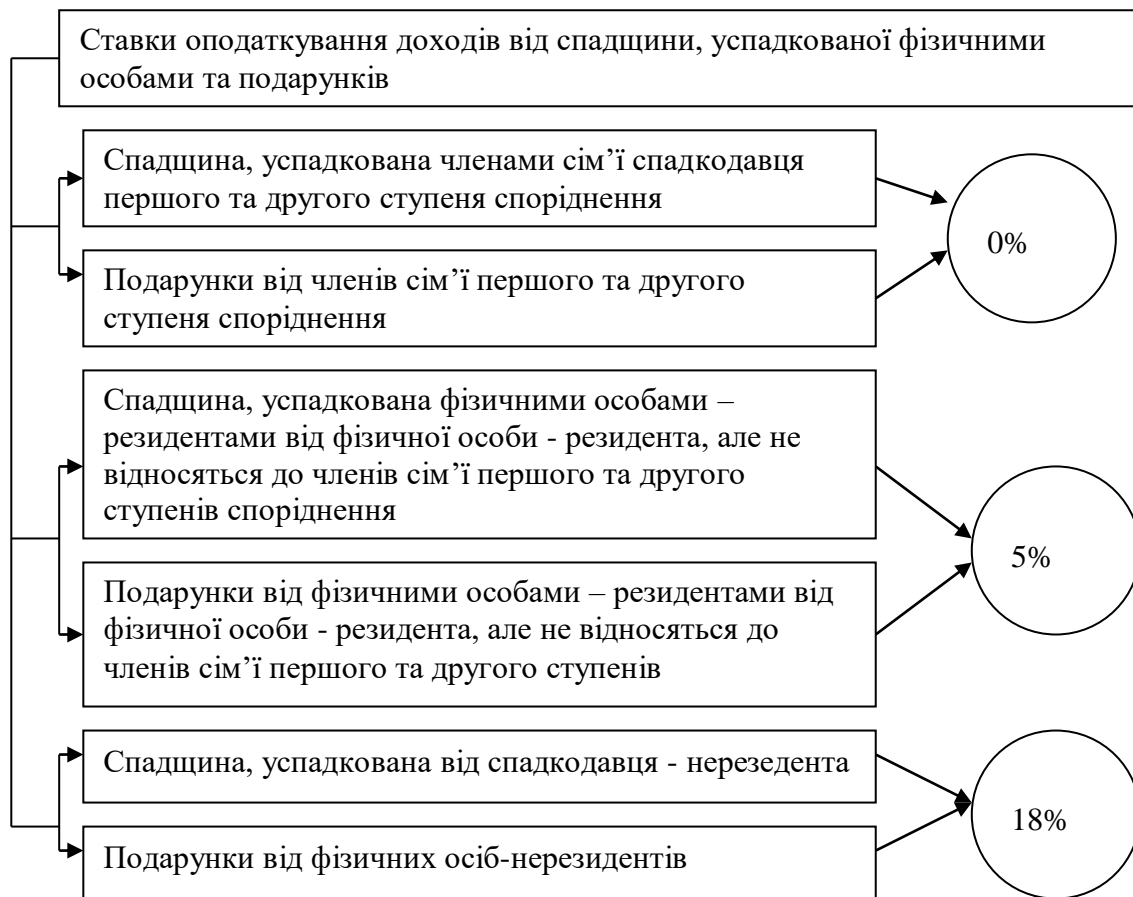 Ставки оподаткування доходів від спадщини, успадкованої фізичними
особами та подарунків
Спадщина, успадкована членами сім’ї спадкодавця
першого та другого ступеня споріднення
0%
Подарунки від членів сім’ї першого та другого
ступеня споріднення
Спадщина, успадкована фізичними особами –
резидентами від фізичної особи - резидента, але не
відносяться до членів сім’ї першого та другого
ступенів споріднення
5%
Подарунки від фізичними особами – резидентами від
фізичної особи - резидента, але не відносяться до
членів сім’ї першого та другого ступенів
Спадщина, успадкована від спадкодавця - нерезедента
18%
Подарунки від фізичних осіб-нерезидентів